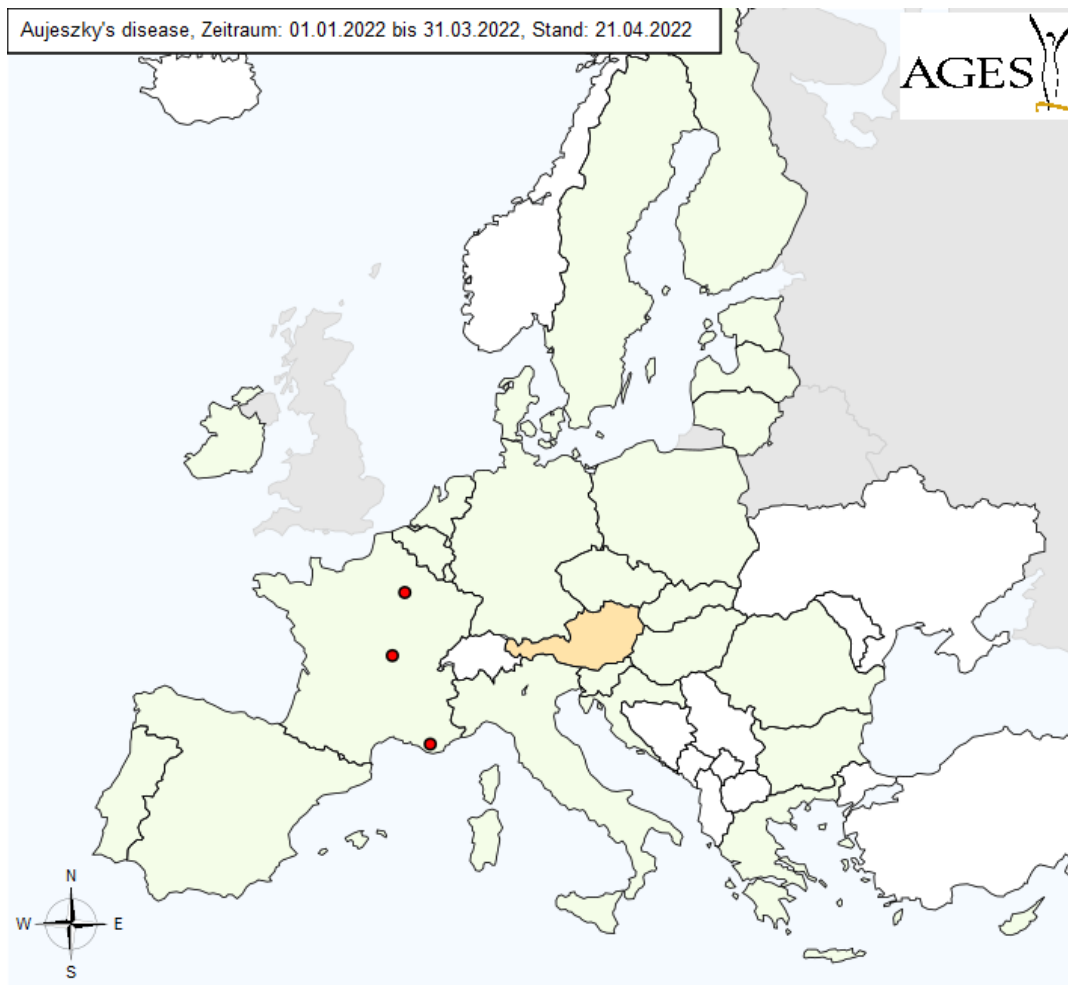 Aujeszky's disease, Zeitraum: 01.01.2022 bis 31.03.2022, Stand: 21.04.2022
AGES
N
W E
S